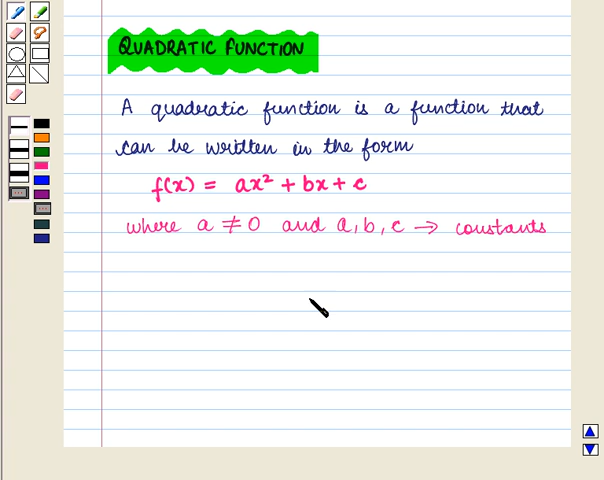 QUADRATIC FUNCTION
A quadratic function is a function that
can be written in the form
f(x) = ax² + bx + c
where a ≠ 0 and a, b, c → constants